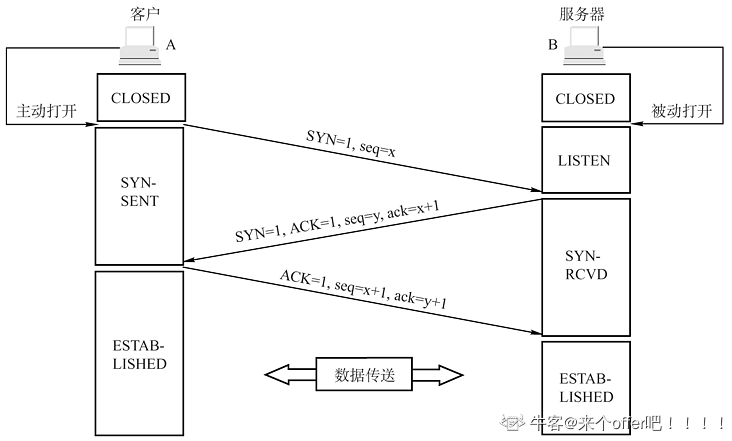 客户
服务器
A
B
CLOSED
CLOSED
主动打开
被动打开
SYN=1, seq=x
LISTEN
SYN-
SENT
SYN=1, ACK=1, seq=y, ack=x+1
SYN-
RCVD
ACK=1, seq=x+1, ack=y+1
ESTAB-
LISHED
数据传送
ESTAB-
LISHED
牛客@来个offer吧！！！！